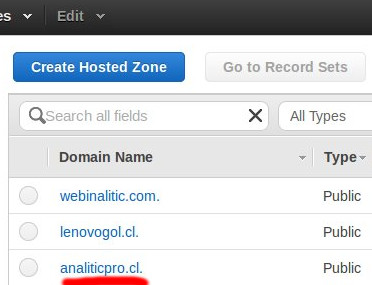 es Edit
Create Hosted Zone Go to Record Sets
Search all fields All Types
Domain Name Type
webinalitic.com. Public
lenovogol.cl. Public
analiticpro.cl. Public